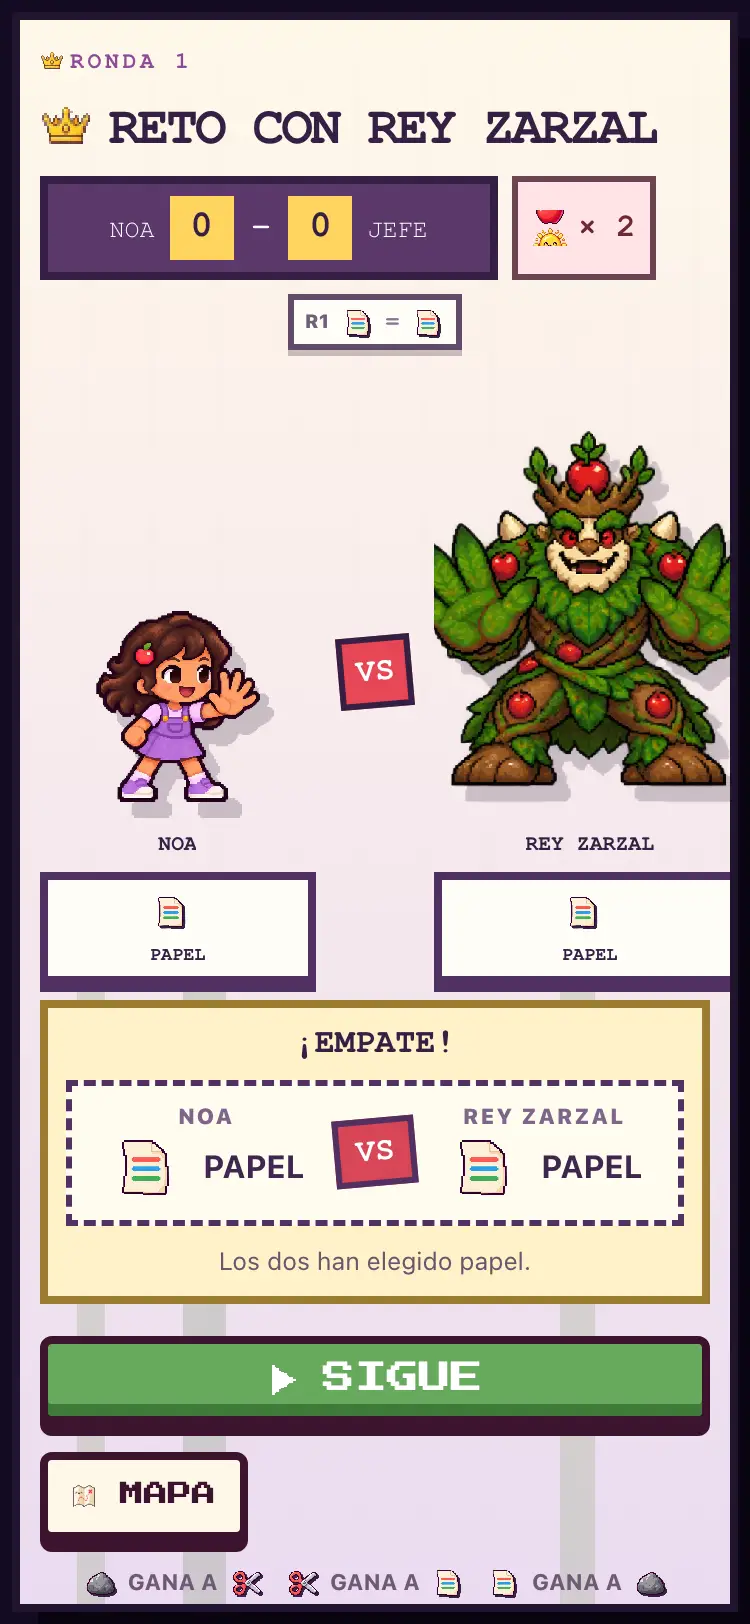 RONDA 1
RETO CON REY ZARZAL
NOA 0 – 0 JEFE
× 2
R1 =
VS
NOA
REY ZARZAL
PAPEL
PAPEL
¡EMPATE!
NOA
REY ZARZAL
PAPEL
VS
PAPEL
Los dos han elegido papel.
SIGUE
MAPA
GANA A GANA A GANA A